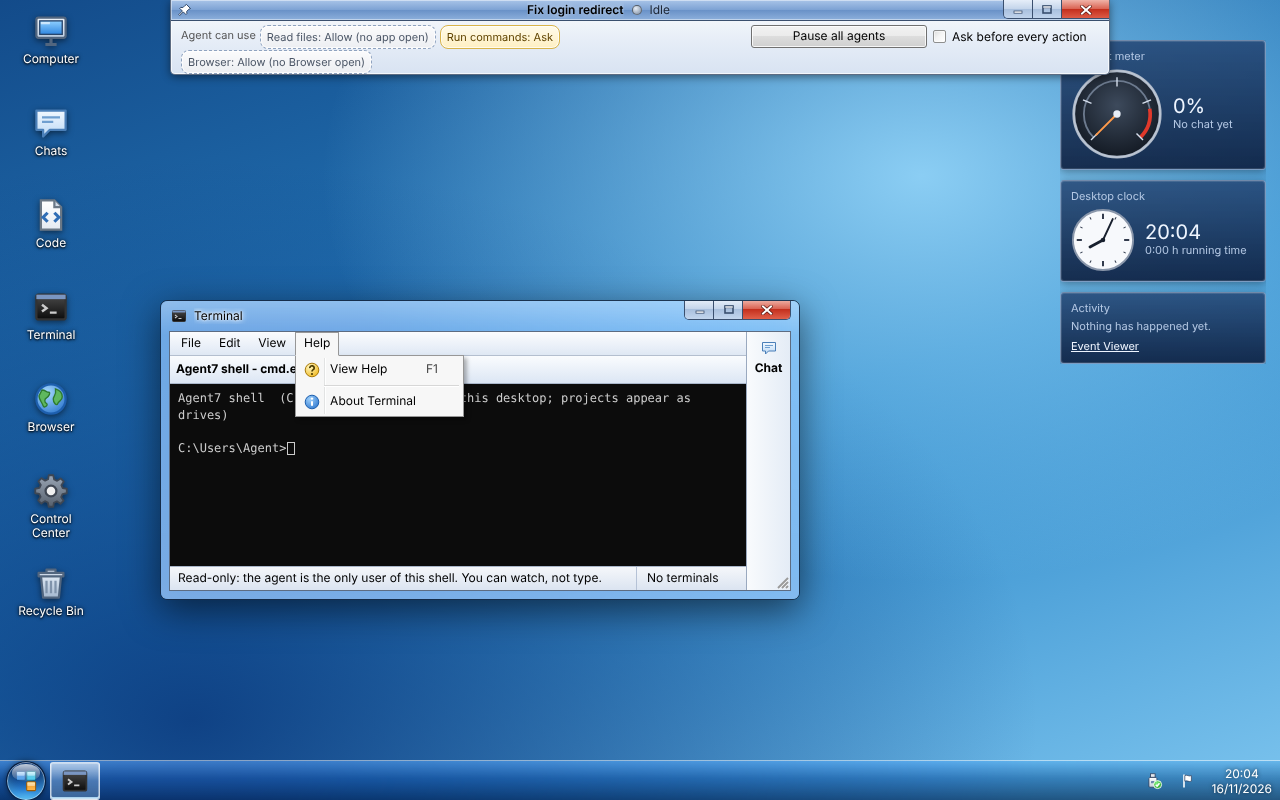 Fix login redirect Idle
Agent can use Read files: Allow (no app open) Run commands: Ask
Browser: Allow (no Browser open)
Pause all agents Ask before every action
Computer
Chats
Code
Terminal
Browser
Control
Center
Recycle Bin
meter
0%
No chat yet
Desktop clock
20:04
0:00 h running time
Activity
Nothing has happened yet.
Event Viewer
Terminal
File Edit View Help
View Help F1
About Terminal
Agent7 shell - cmd.e
Chat
Agent7 shell (C this desktop; projects appear as
drives)
C:\Users\Agent>
Read-only: the agent is the only user of this shell. You can watch, not type. No terminals
20:04
16/11/2026